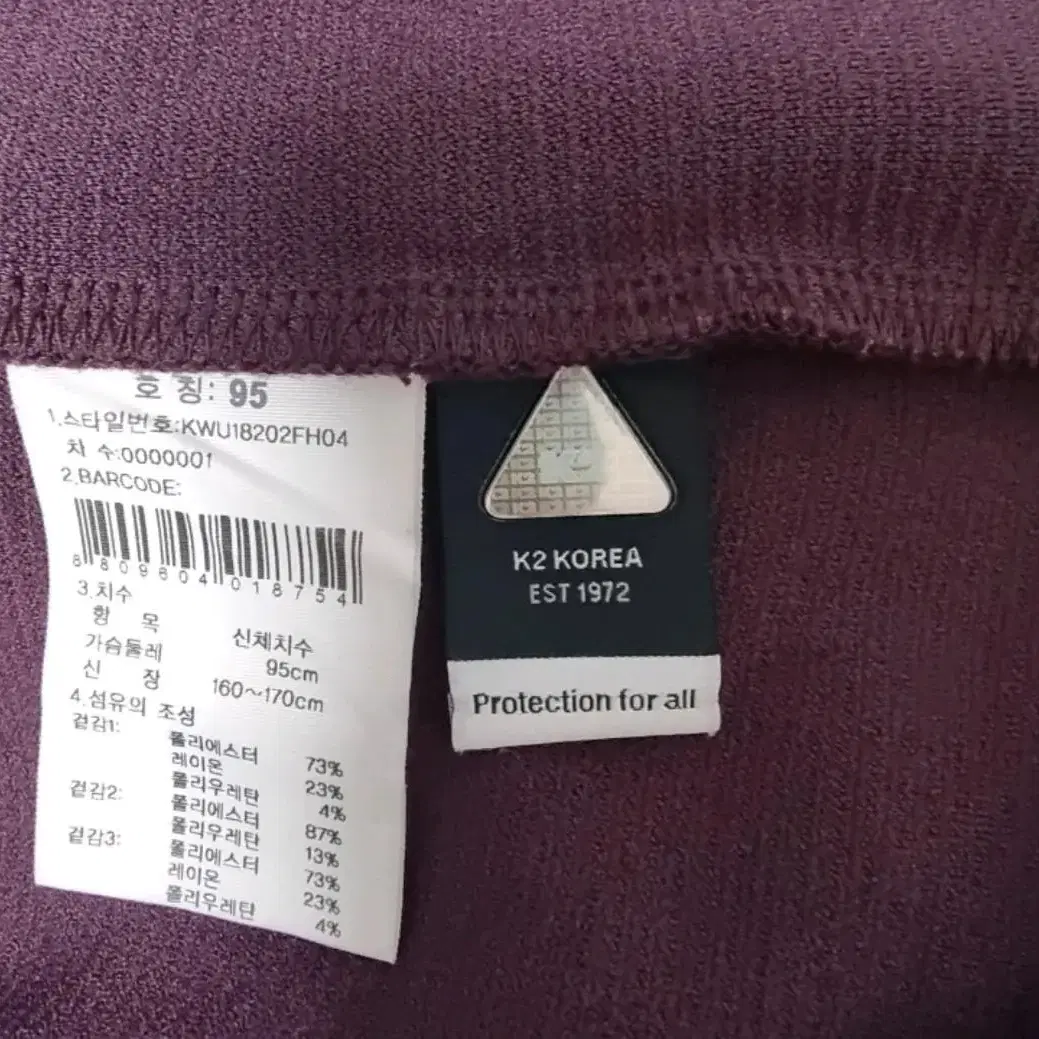 호 칭: 95
1.스타일번호:KWU18202FH04
차 수:0000001
2.BARCODE:
8809604018754
3.치수
항 목 신체치수
가슴둘레 95cm
신 장 160~170cm
4.섬유의 조성
겉감1: 폴리에스터 73%
레이온 23%
폴리우레탄 4%
겉감2: 폴리에스터 87%
폴리우레탄 13%
겉감3: 폴리에스터 73%
레이온 23%
폴리우레탄 4%
K2 KOREA
EST 1972
Protection for all